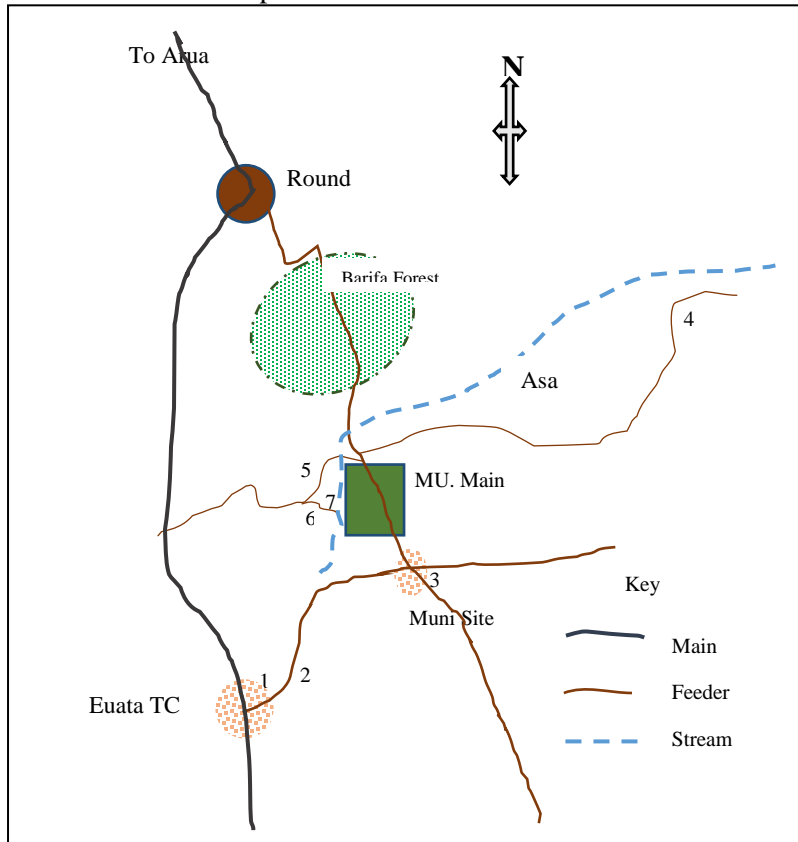 N
To Arua
Round
Barifa Forest
4
Asa
5
MU. Main
7
6
3
Key
Muni Site
Main
1
2
Feeder
Euata TC
Stream